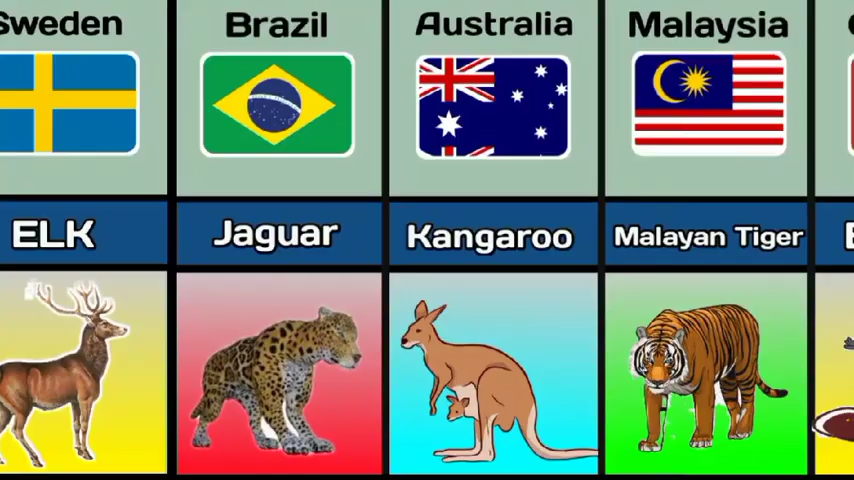 Sweden
Brazil
Australia
Malaysia
ELK
Jaguar
Kangaroo
Malayan Tiger